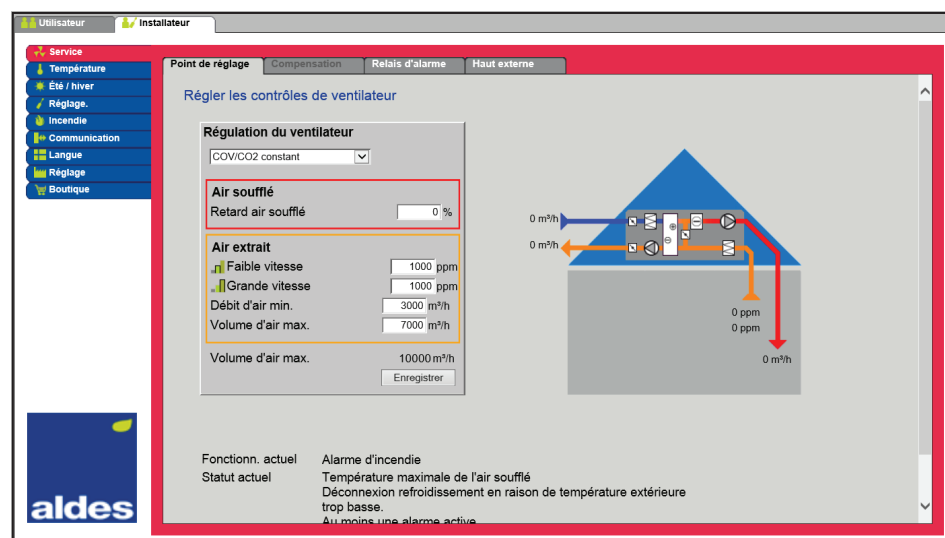 Utilisateur
Installateur
Service
Température
Été / hiver
Réglage.
Incendie
Communication
Langue
Réglage
Boutique
Point de réglage
Compensation
Relais d'alarme
Haut externe
Régler les contrôles de ventilateur
Régulation du ventilateur
COV/CO2 constant
Air soufflé
Retard air soufflé 0 %
Air extrait
Faible vitesse 1000 ppm
Grande vitesse 1000 ppm
Débit d'air min. 3000 m³/h
Volume d'air max. 7000 m³/h
Volume d'air max. 10000 m³/h
Enregistrer
0 m³/h
0 m³/h
0 ppm
0 ppm
0 m³/h
Fonctionn. actuel Alarme d'incendie
Statut actuel Température maximale de l'air soufflé
Déconnexion refroidissement en raison de température extérieure
trop basse.
Au moins une alarme active
aldes